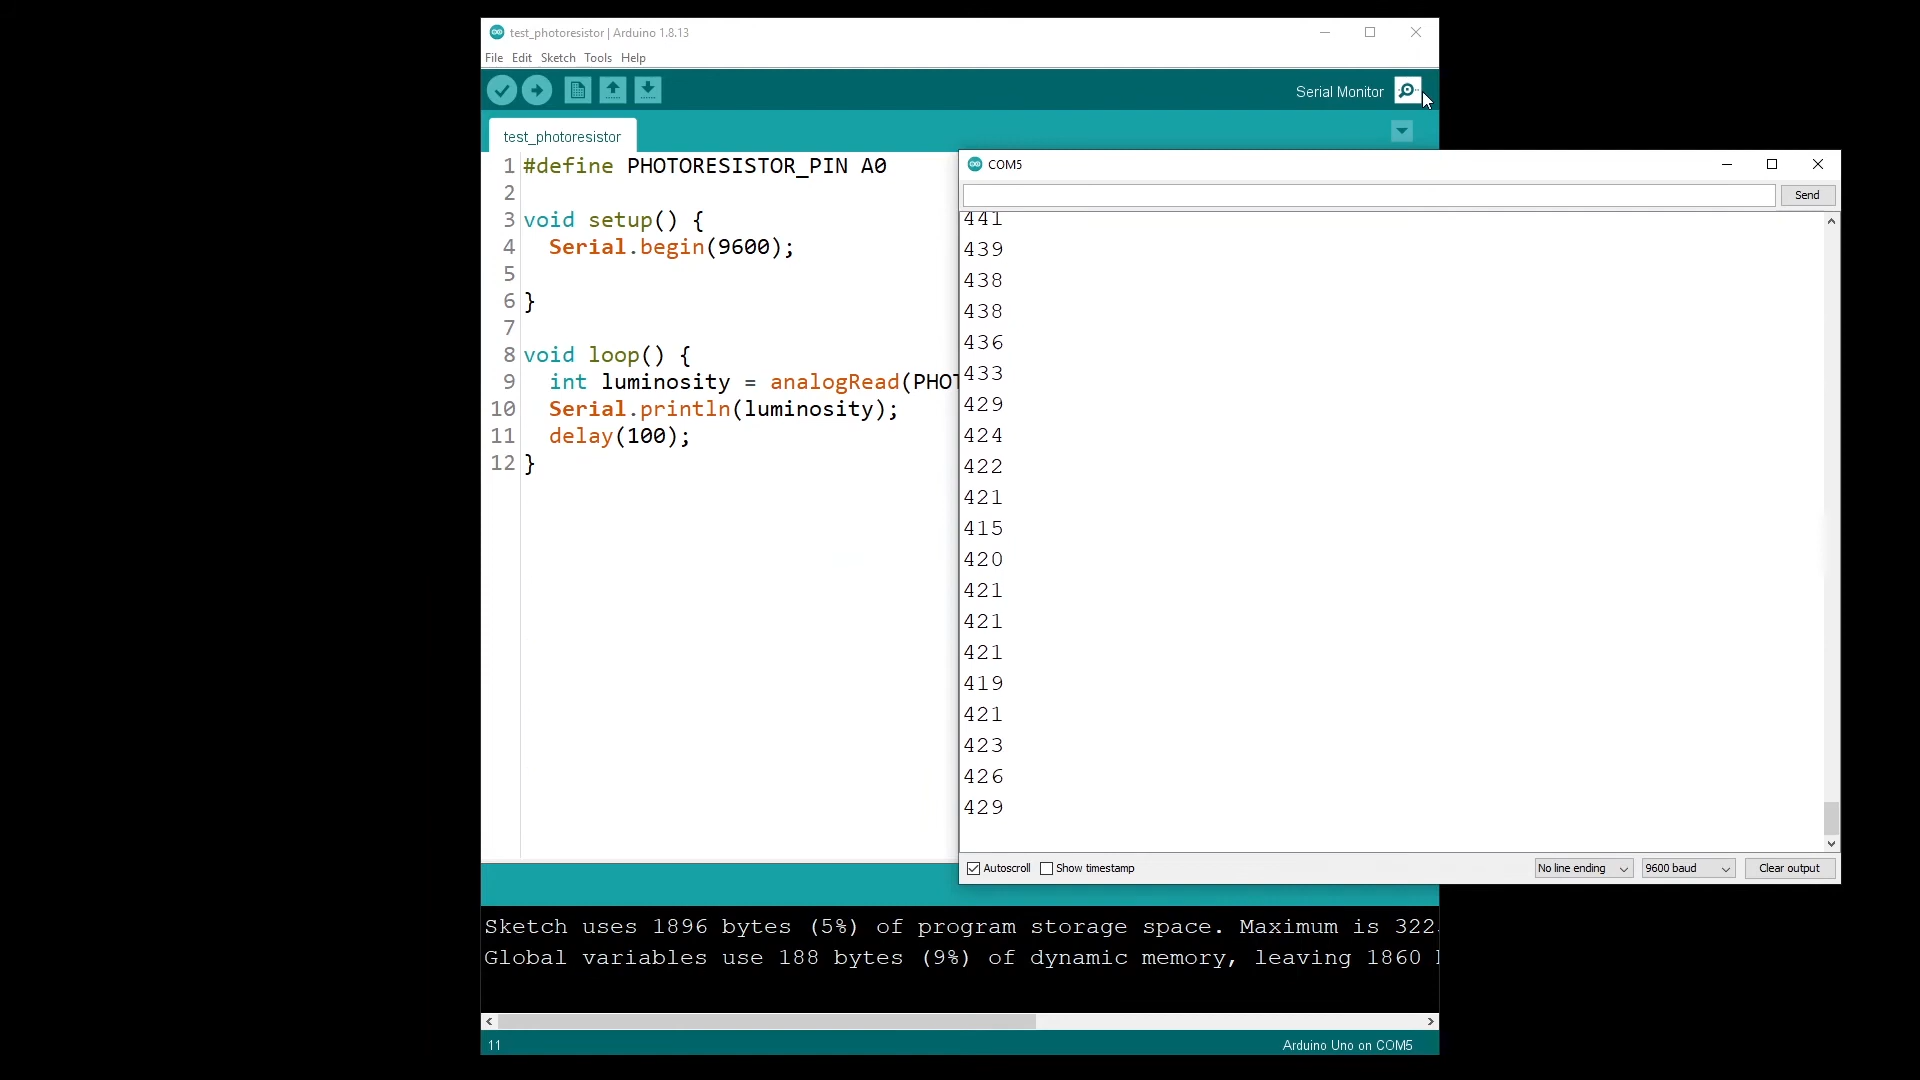 test_photoresistor | Arduino 1.8.13
File Edit Sketch Tools Help
Serial Monitor
test_photoresistor
1 #define PHOTORESISTOR_PIN A0
2
3 void setup() {
4 Serial.begin(9600);
5
6 }
7
8 void loop() {
9 int luminosity = analogRead(PHOT
10 Serial.println(luminosity);
11 delay(100);
12 }
COM5
Send
441
439
438
438
436
433
429
424
422
421
415
420
421
421
421
419
421
423
426
429
Autoscroll Show timestamp No line ending 9600 baud Clear output
Sketch uses 1896 bytes (5%) of program storage space. Maximum is 322
Global variables use 188 bytes (9%) of dynamic memory, leaving 1860
11 Arduino Uno on COM5